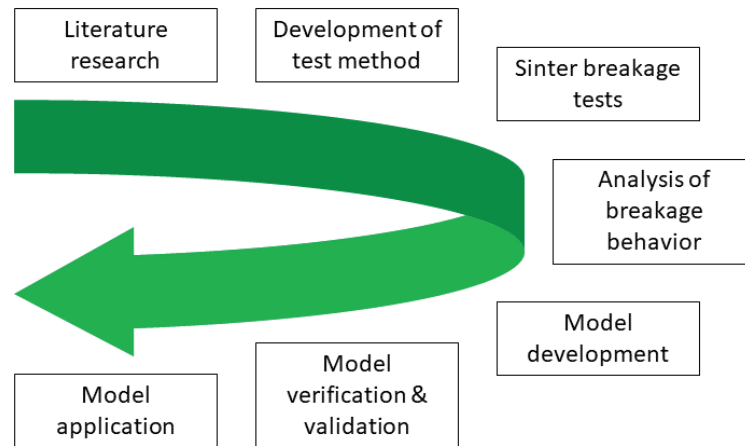 Literature
research
Development of
test method
Sinter breakage
tests
Analysis of
breakage
behavior
Model
development
Model
verification &
validation
Model
application